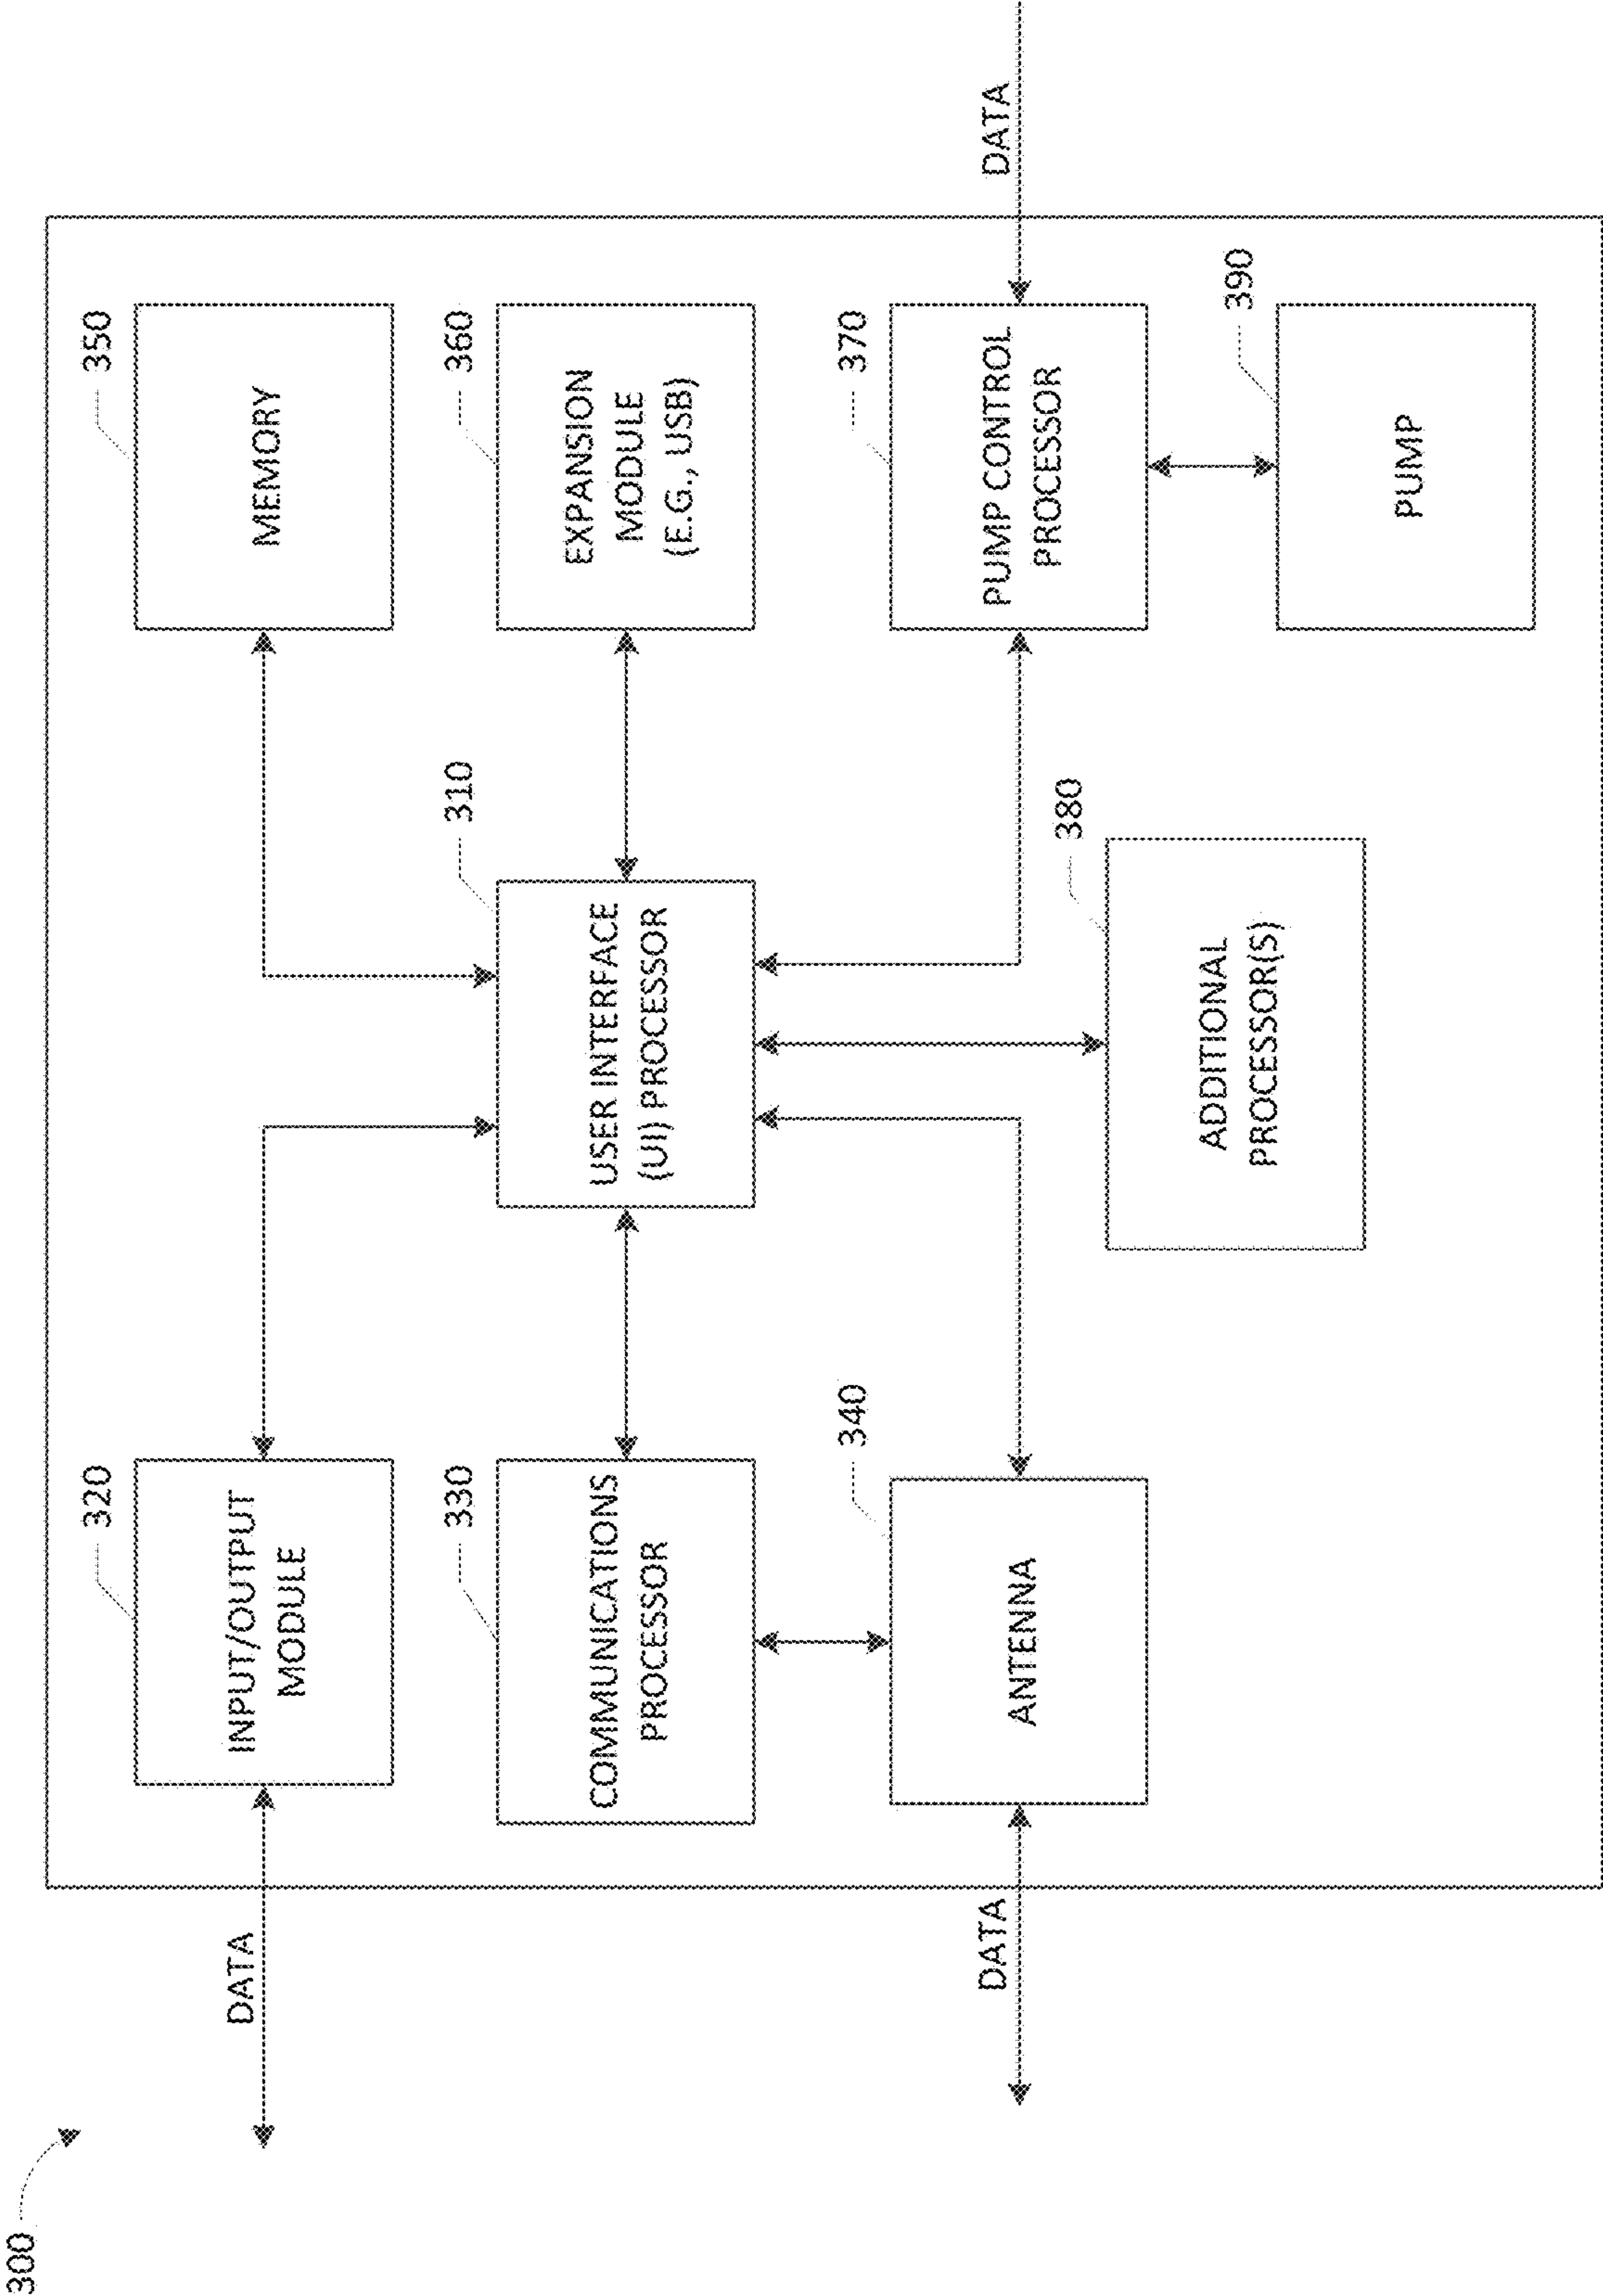 300
320
INPUT/OUTPUT
MODULE
DATA
330
COMMUNICATIONS
PROCESSOR
340
ANTENNA
DATA
310
USER INTERFACE
(UI) PROCESSOR
380
ADDITIONAL
PROCESSOR(S)
350
MEMORY
360
EXPANSION
MODULE
(E.G., USB)
370
PUMP CONTROL
PROCESSOR
DATA
390
PUMP